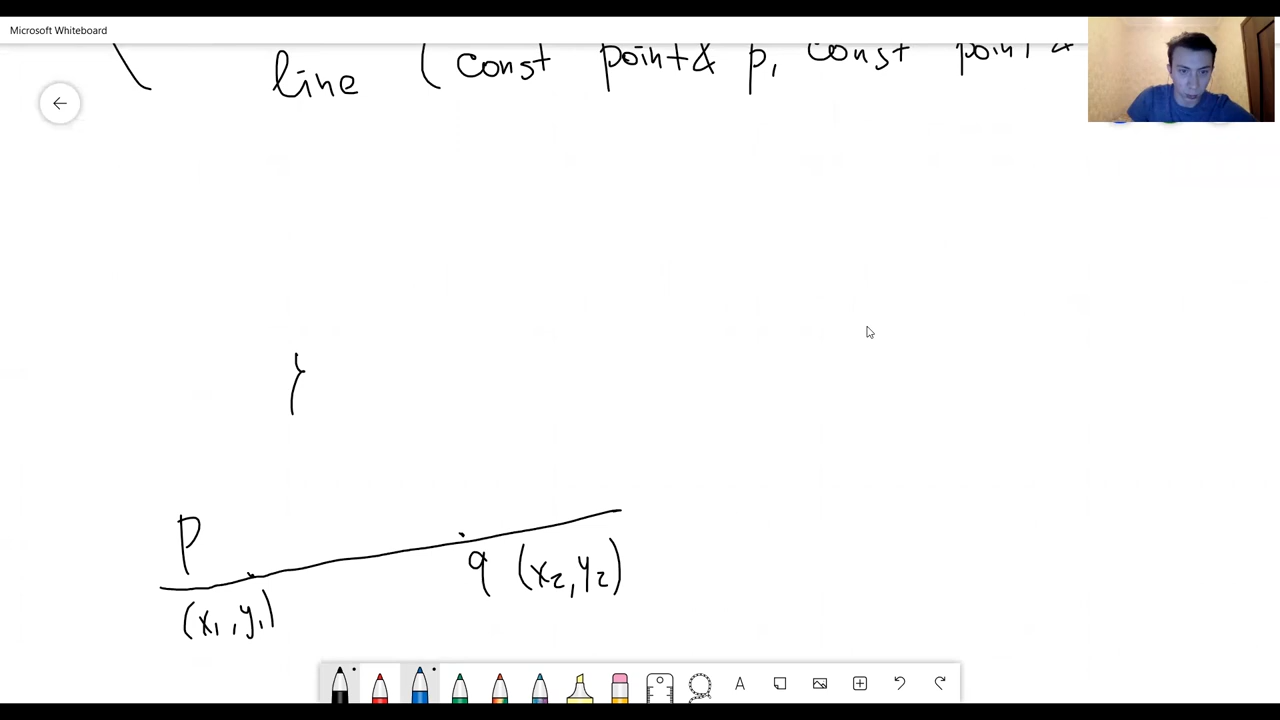 Microsoft Whiteboard
line (const point& p, const point &
}
p
q (x2, y2)
(x1, y1)
A